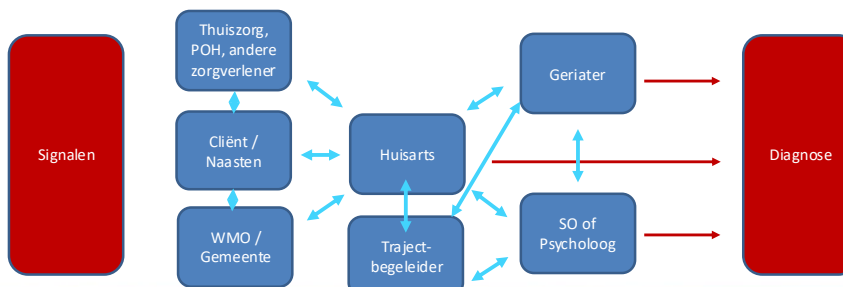 Signalen
Thuiszorg,
POH, andere
zorgverlener
Cliënt /
Naasten
WMO /
Gemeente
Huisarts
Traject-
begeleider
Geriater
SO of
Psycholoog
Diagnose